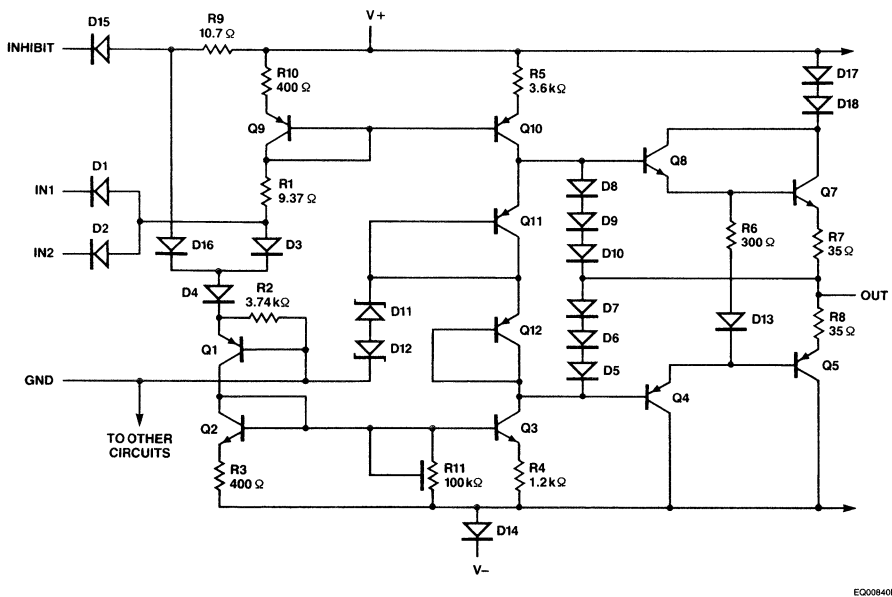 V+
D15
R9
10.7 Ω
INHIBIT
R10
400 Ω
R5
3.6 kΩ
D17
D18
Q9
Q10
Q8
D1
IN1
R1
9.37 Ω
D8
Q7
Q11
D9
R6
300 Ω
R7
35 Ω
D2
IN2
D16
D3
D10
OUT
D4
R2
3.74 kΩ
D11
D7
R8
35 Ω
D13
Q12
D6
D12
Q1
D5
Q5
GND
Q4
TO OTHER
CIRCUITS
Q2
Q3
R3
400 Ω
R11
100 kΩ
R4
1.2 kΩ
D14
V−